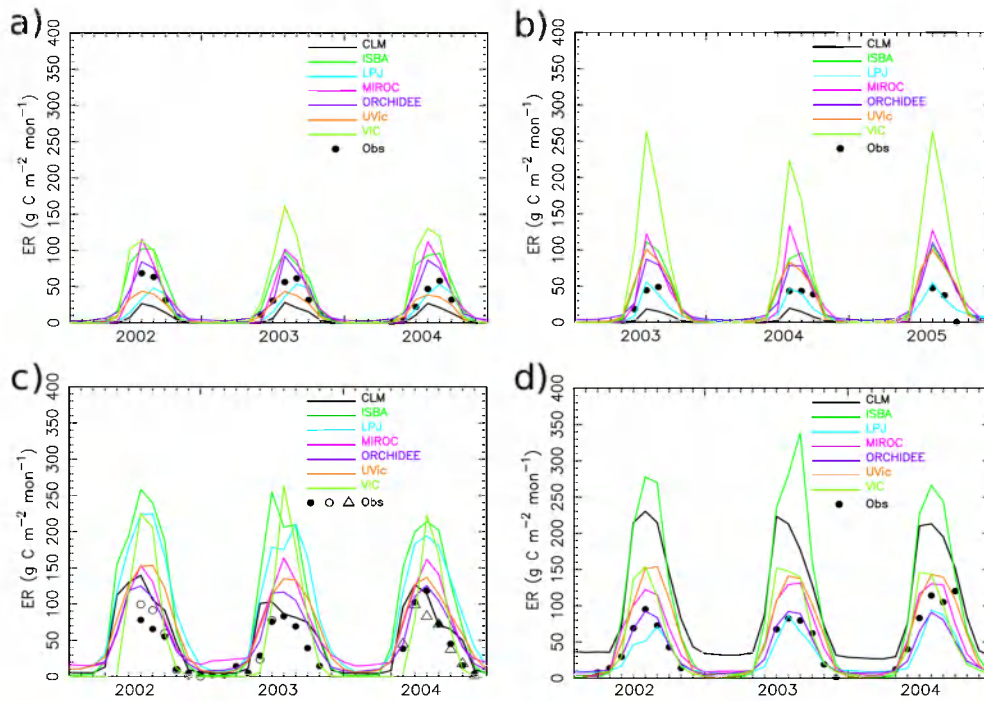 a)
ER (g C m⁻² mon⁻¹)
400
350
300
250
200
150
100
50
0
CLM
ISBA
LPJ
MIROC
ORCHIDEE
UVic
VIC
Obs
2002
2003
2004
b)
ER (g C m⁻² mon⁻¹)
400
350
300
250
200
150
100
50
0
CLM
ISBA
LPJ
MIROC
ORCHIDEE
UVic
VIC
Obs
2003
2004
2005
c)
ER (g C m⁻² mon⁻¹)
400
350
300
250
200
150
100
50
0
CLM
ISBA
LPJ
MIROC
ORCHIDEE
UVic
VIC
Obs
2002
2003
2004
d)
ER (g C m⁻² mon⁻¹)
400
350
300
250
200
150
100
50
0
CLM
ISBA
LPJ
MIROC
ORCHIDEE
UVic
VIC
Obs
2002
2003
2004